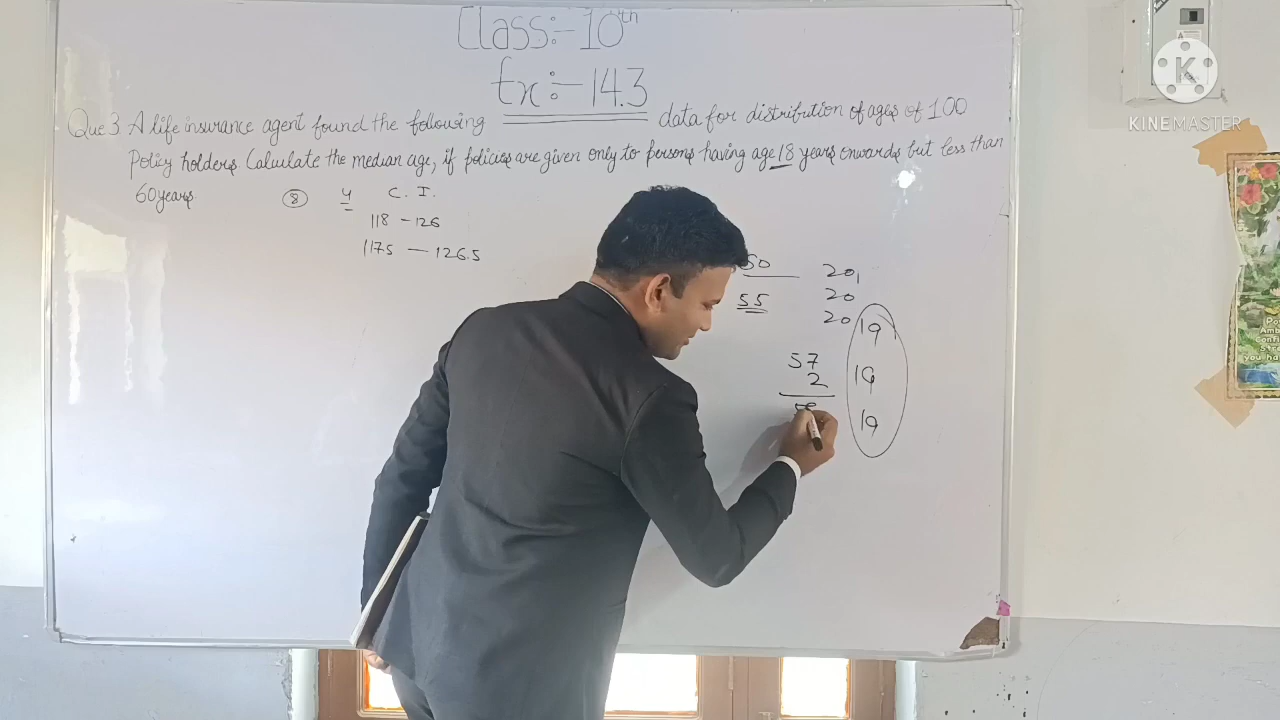 Class:- 10th
Ex:- 14.3
Que 3 A life insurance agent found the following data for distribution of ages of 100
Policy holders Calculate the median age, if policies are given only to persons having age 18 years onwards but less than
60 years
8 4 C. I.
118 - 126
117.5 - 126.5
50
55
20,
20
20
57
2
19
19
19
KINEMASTER